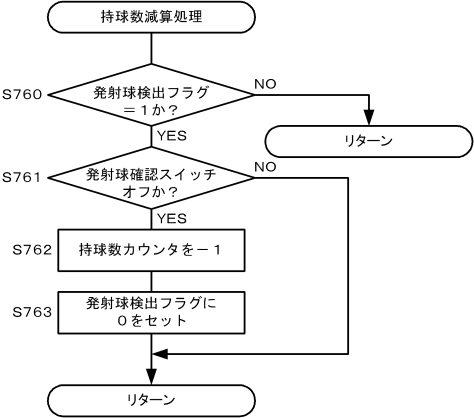 持球数減算処理
S760
発射球検出フラグ
＝１か？
NO
YES
リターン
S761
発射球確認スイッチ
オフか？
NO
YES
S762
持球数カウンタを－１
S763
発射球検出フラグに
０をセット
リターン